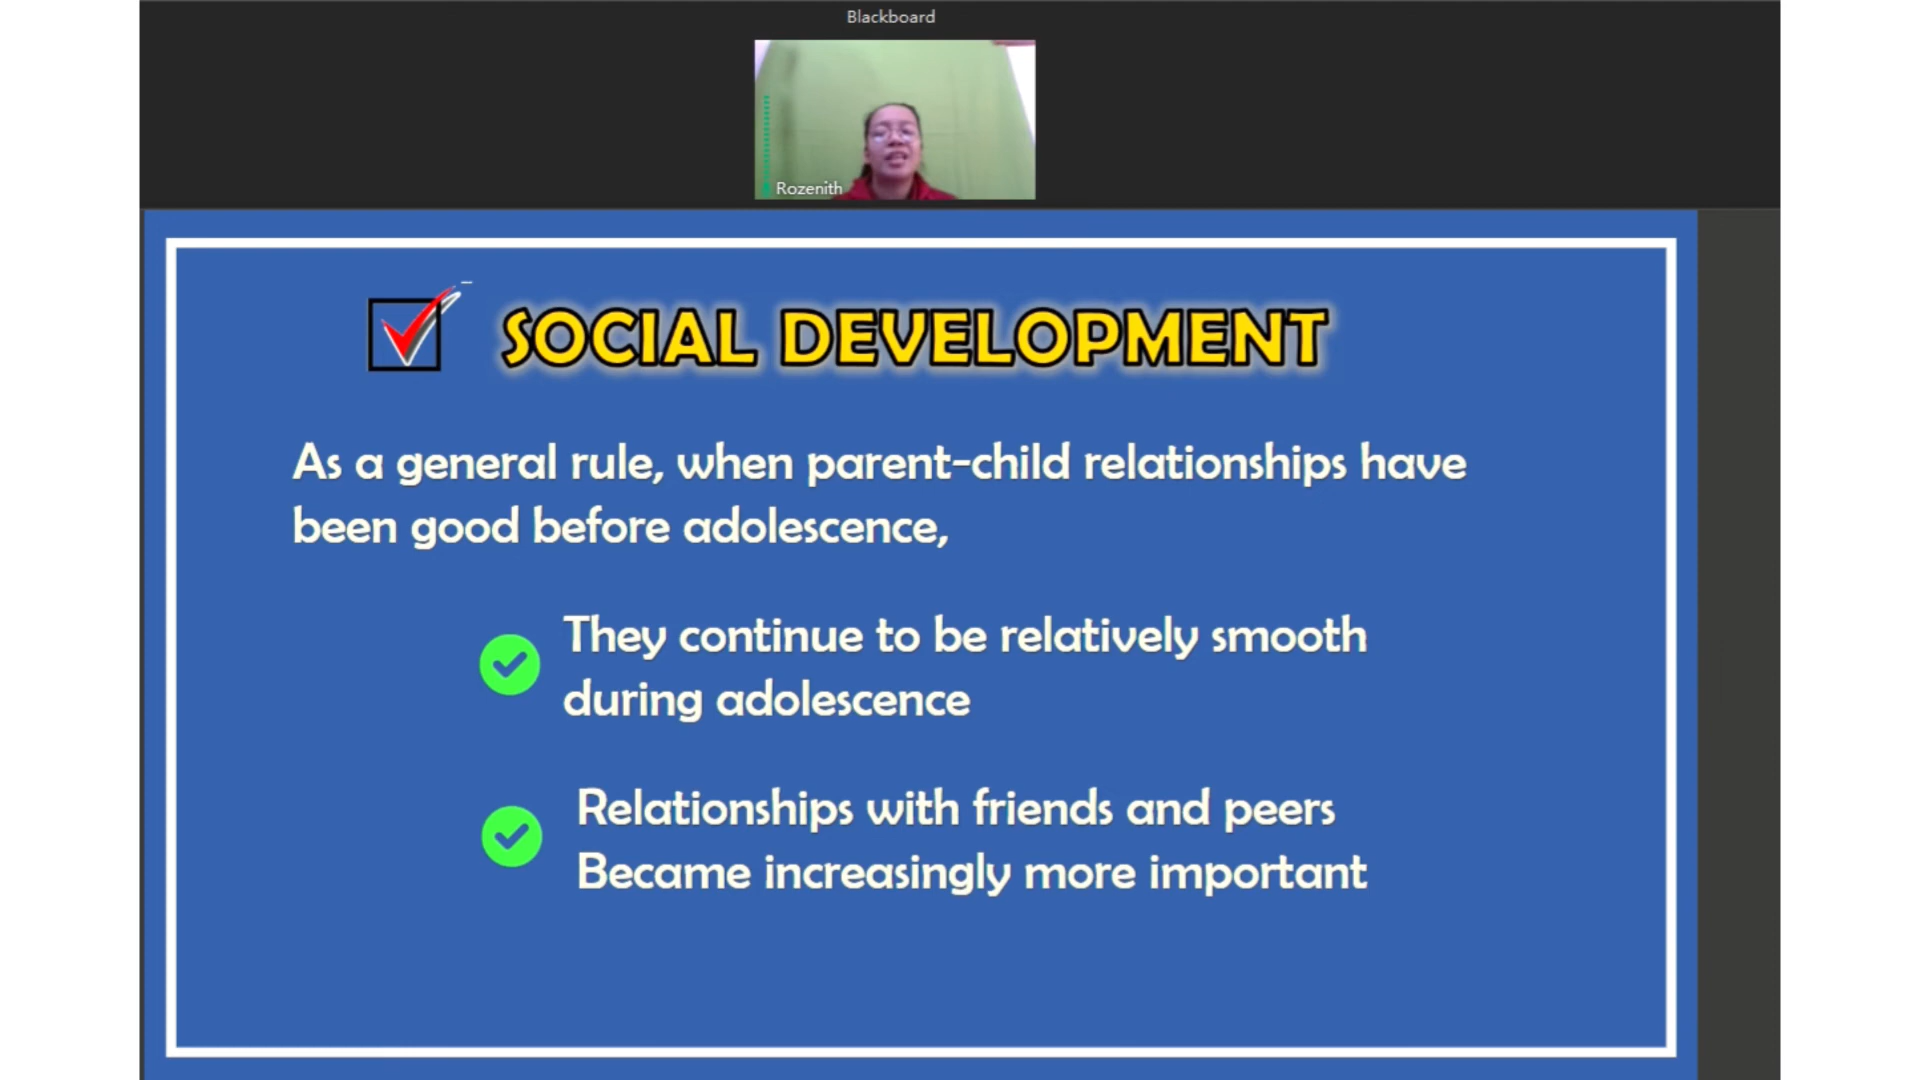 Blackboard
Rozenith
SOCIAL DEVELOPMENT
As a general rule, when parent-child relationships have
been good before adolescence,
They continue to be relatively smooth
during adolescence
Relationships with friends and peers
Became increasingly more important